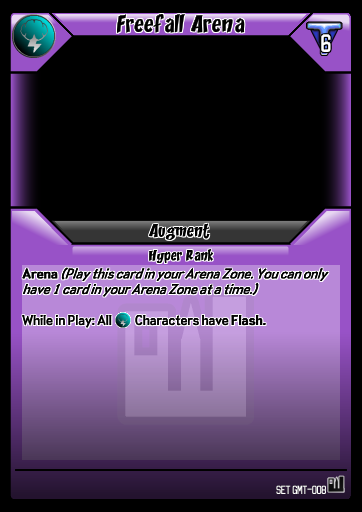 Freefall Arena
6
Augment
Hyper Rank
Arena (Play this card in your Arena Zone. You can only
have 1 card in your Arena Zone at a time.)
While in Play: All Characters have Flash.
SET GMT-008